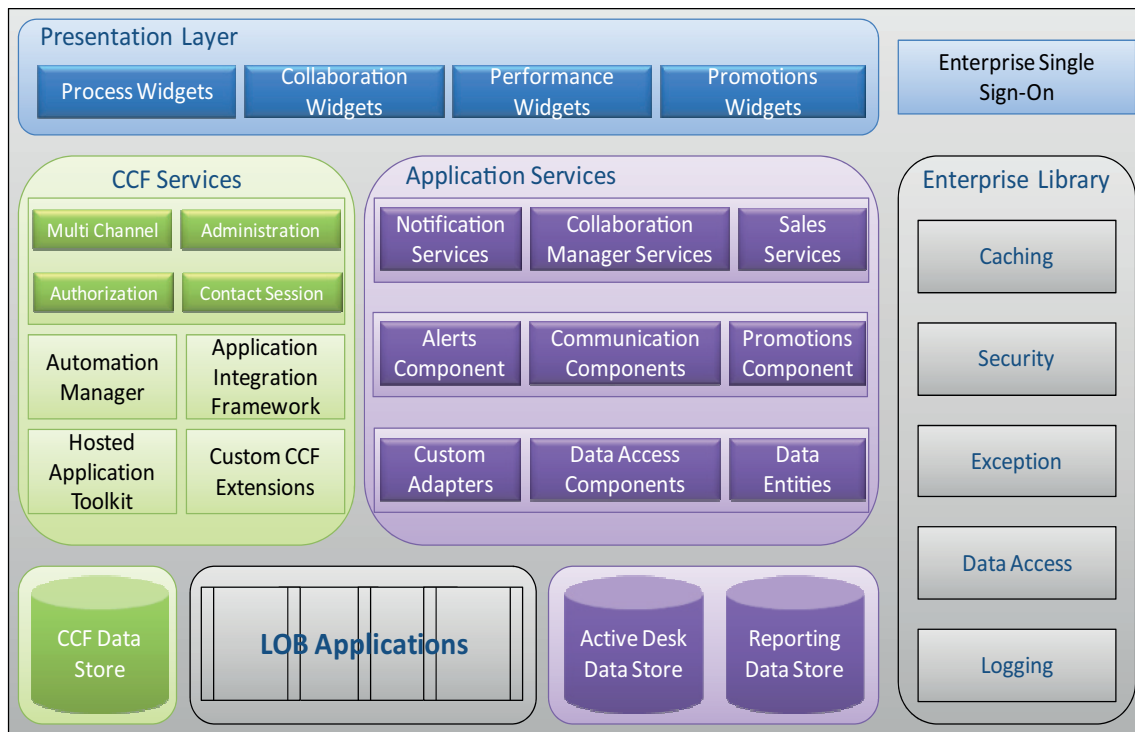 Presentation Layer
Process Widgets
Collaboration
Widgets
Performance
Widgets
Promotions
Widgets
Enterprise Single
Sign-On
CCF Services
Multi Channel
Administration
Authorization
Contact Session
Automation
Manager
Application
Integration
Framework
Hosted
Application
Toolkit
Custom CCF
Extensions
Application Services
Notification
Services
Collaboration
Manager Services
Sales
Services
Alerts
Component
Communication
Components
Promotions
Component
Custom
Adapters
Data Access
Components
Data
Entities
Enterprise Library
Caching
Security
Exception
Data Access
Logging
CCF Data
Store
LOB Applications
Active Desk
Data Store
Reporting
Data Store